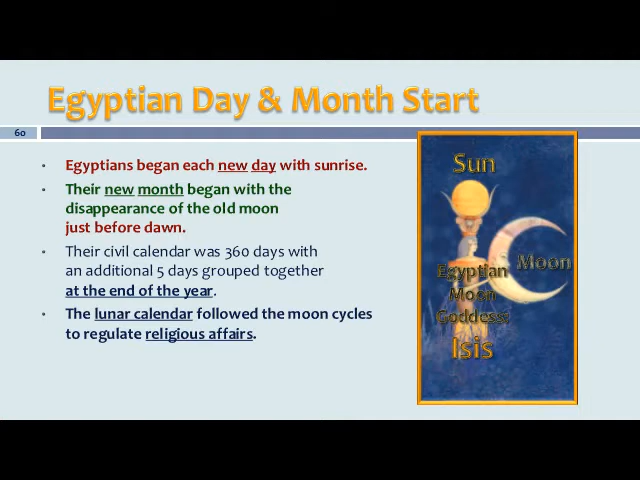 Egyptian Day & Month Start
60
▪ Egyptians began each new day with sunrise.
▪ Their new month began with the
disappearance of the old moon
just before dawn.
▪ Their civil calendar was 360 days with
an additional 5 days grouped together
at the end of the year.
▪ The lunar calendar followed the moon cycles
to regulate religious affairs.
Sun
Moon
Egyptian
Moon
Goddess:
Isis